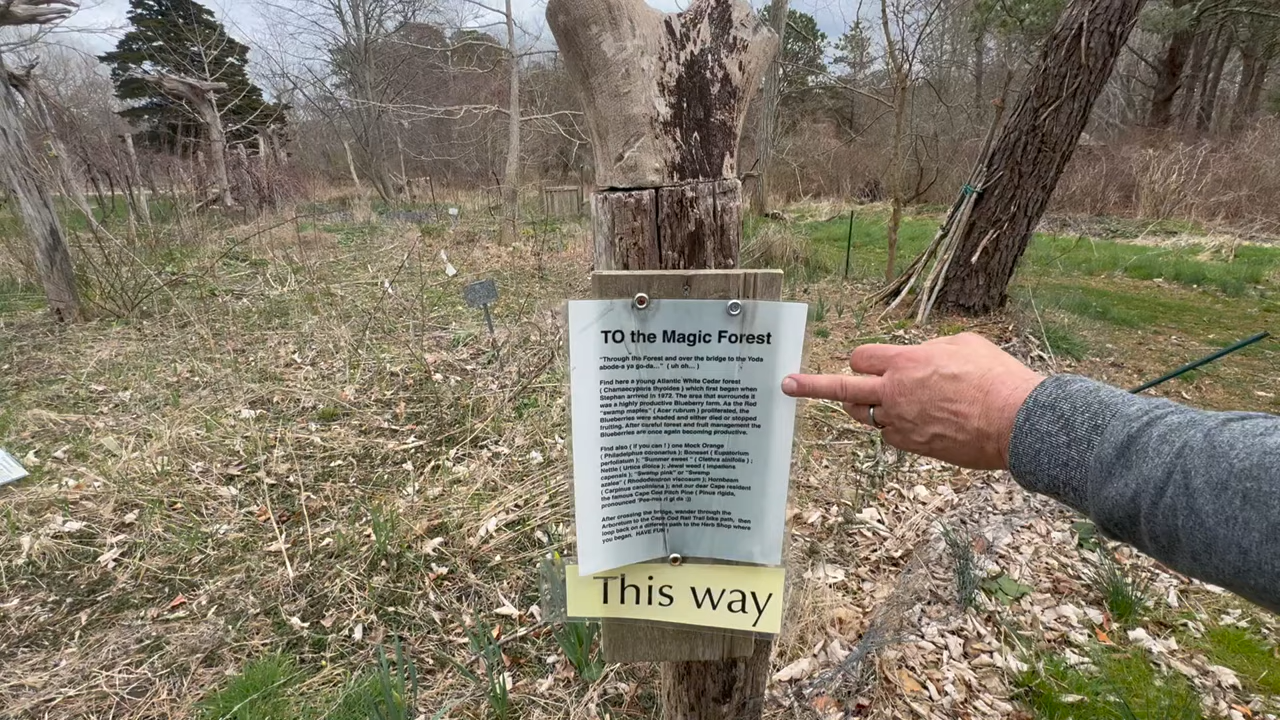 TO the Magic Forest
"Through the Forest and over the bridge to the Yoda
abode-a ya go-da..." ( uh oh... )
Find here a young Atlantic White Cedar forest
( Chamaecyparis thyoides ) which first began when
Stephan arrived in 1972. The area that surrounds it
was a highly productive Blueberry farm. As the Red
"swamp maples" ( Acer rubrum ) proliferated, the
Blueberries were shaded and either died or stopped
fruiting. After careful forest and fruit management the
Blueberries are once again becoming productive.
Find also ( if you can ! ) one Mock Orange
( Philadelphus coronarius ); Boneset ( Eupatorium
perfoliatum ); "Summer sweet " ( Clethra alnifolia ) ;
Nettle ( Urtica dioica ); Jewel weed ( Impatiens
capensis ); "Swamp pink" or "Swamp
azalea" ( Rhododendron viscosum ); Hornbeam
( Carpinus caroliniana ); and our dear Cape resident
the famous Cape Cod Pitch Pine ( Pinus rigida,
pronounced
After crossing the bridge, wander through the
Arboretum to the Cape Cod Rail Trail bike path, then
loop back on a different path to the Herb Shop where
you began. HAVE FUN !
This way